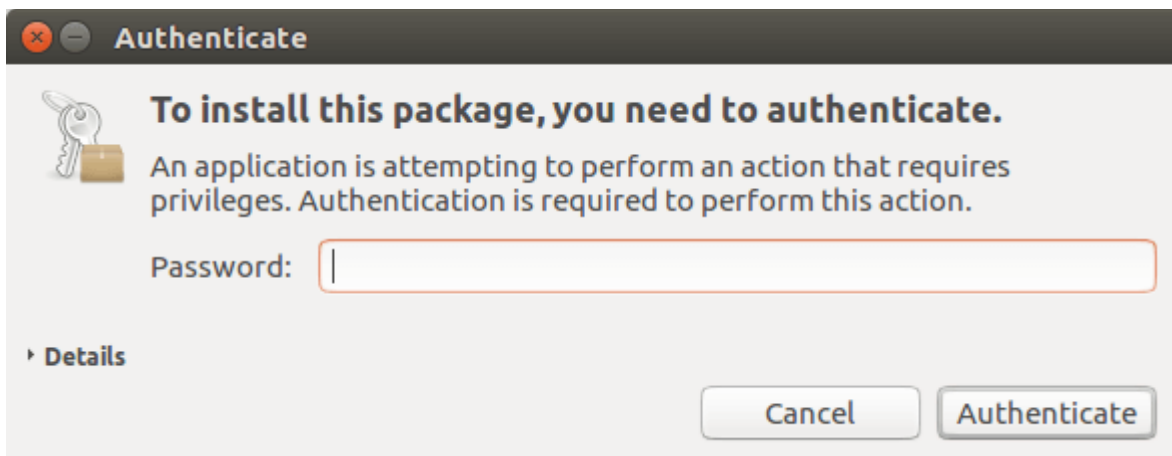 Authenticate
To install this package, you need to authenticate.
An application is attempting to perform an action that requires
privileges. Authentication is required to perform this action.
Password:
Details
Cancel Authenticate